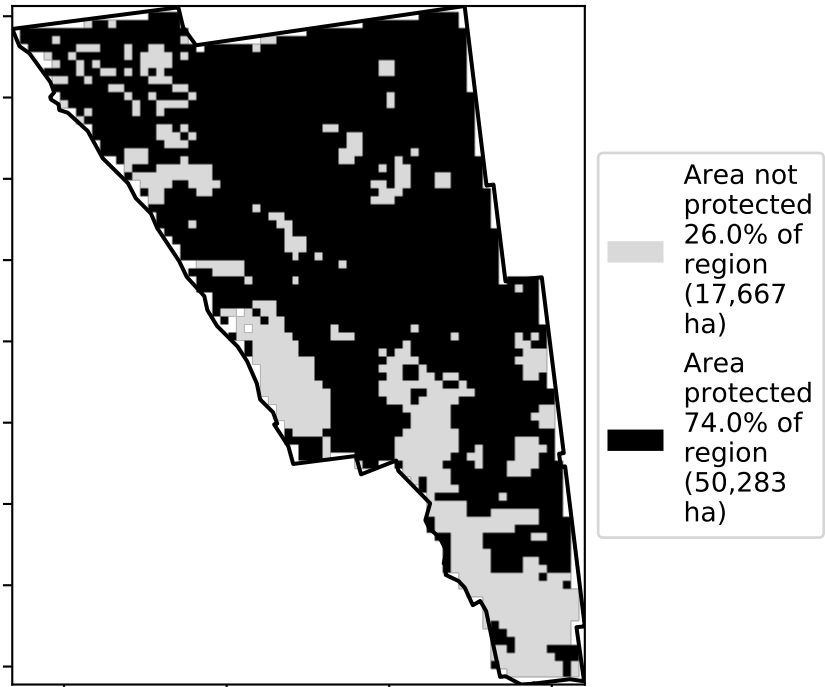 Area not
protected
26.0% of
region
(17,667
ha)
Area
protected
74.0% of
region
(50,283
ha)